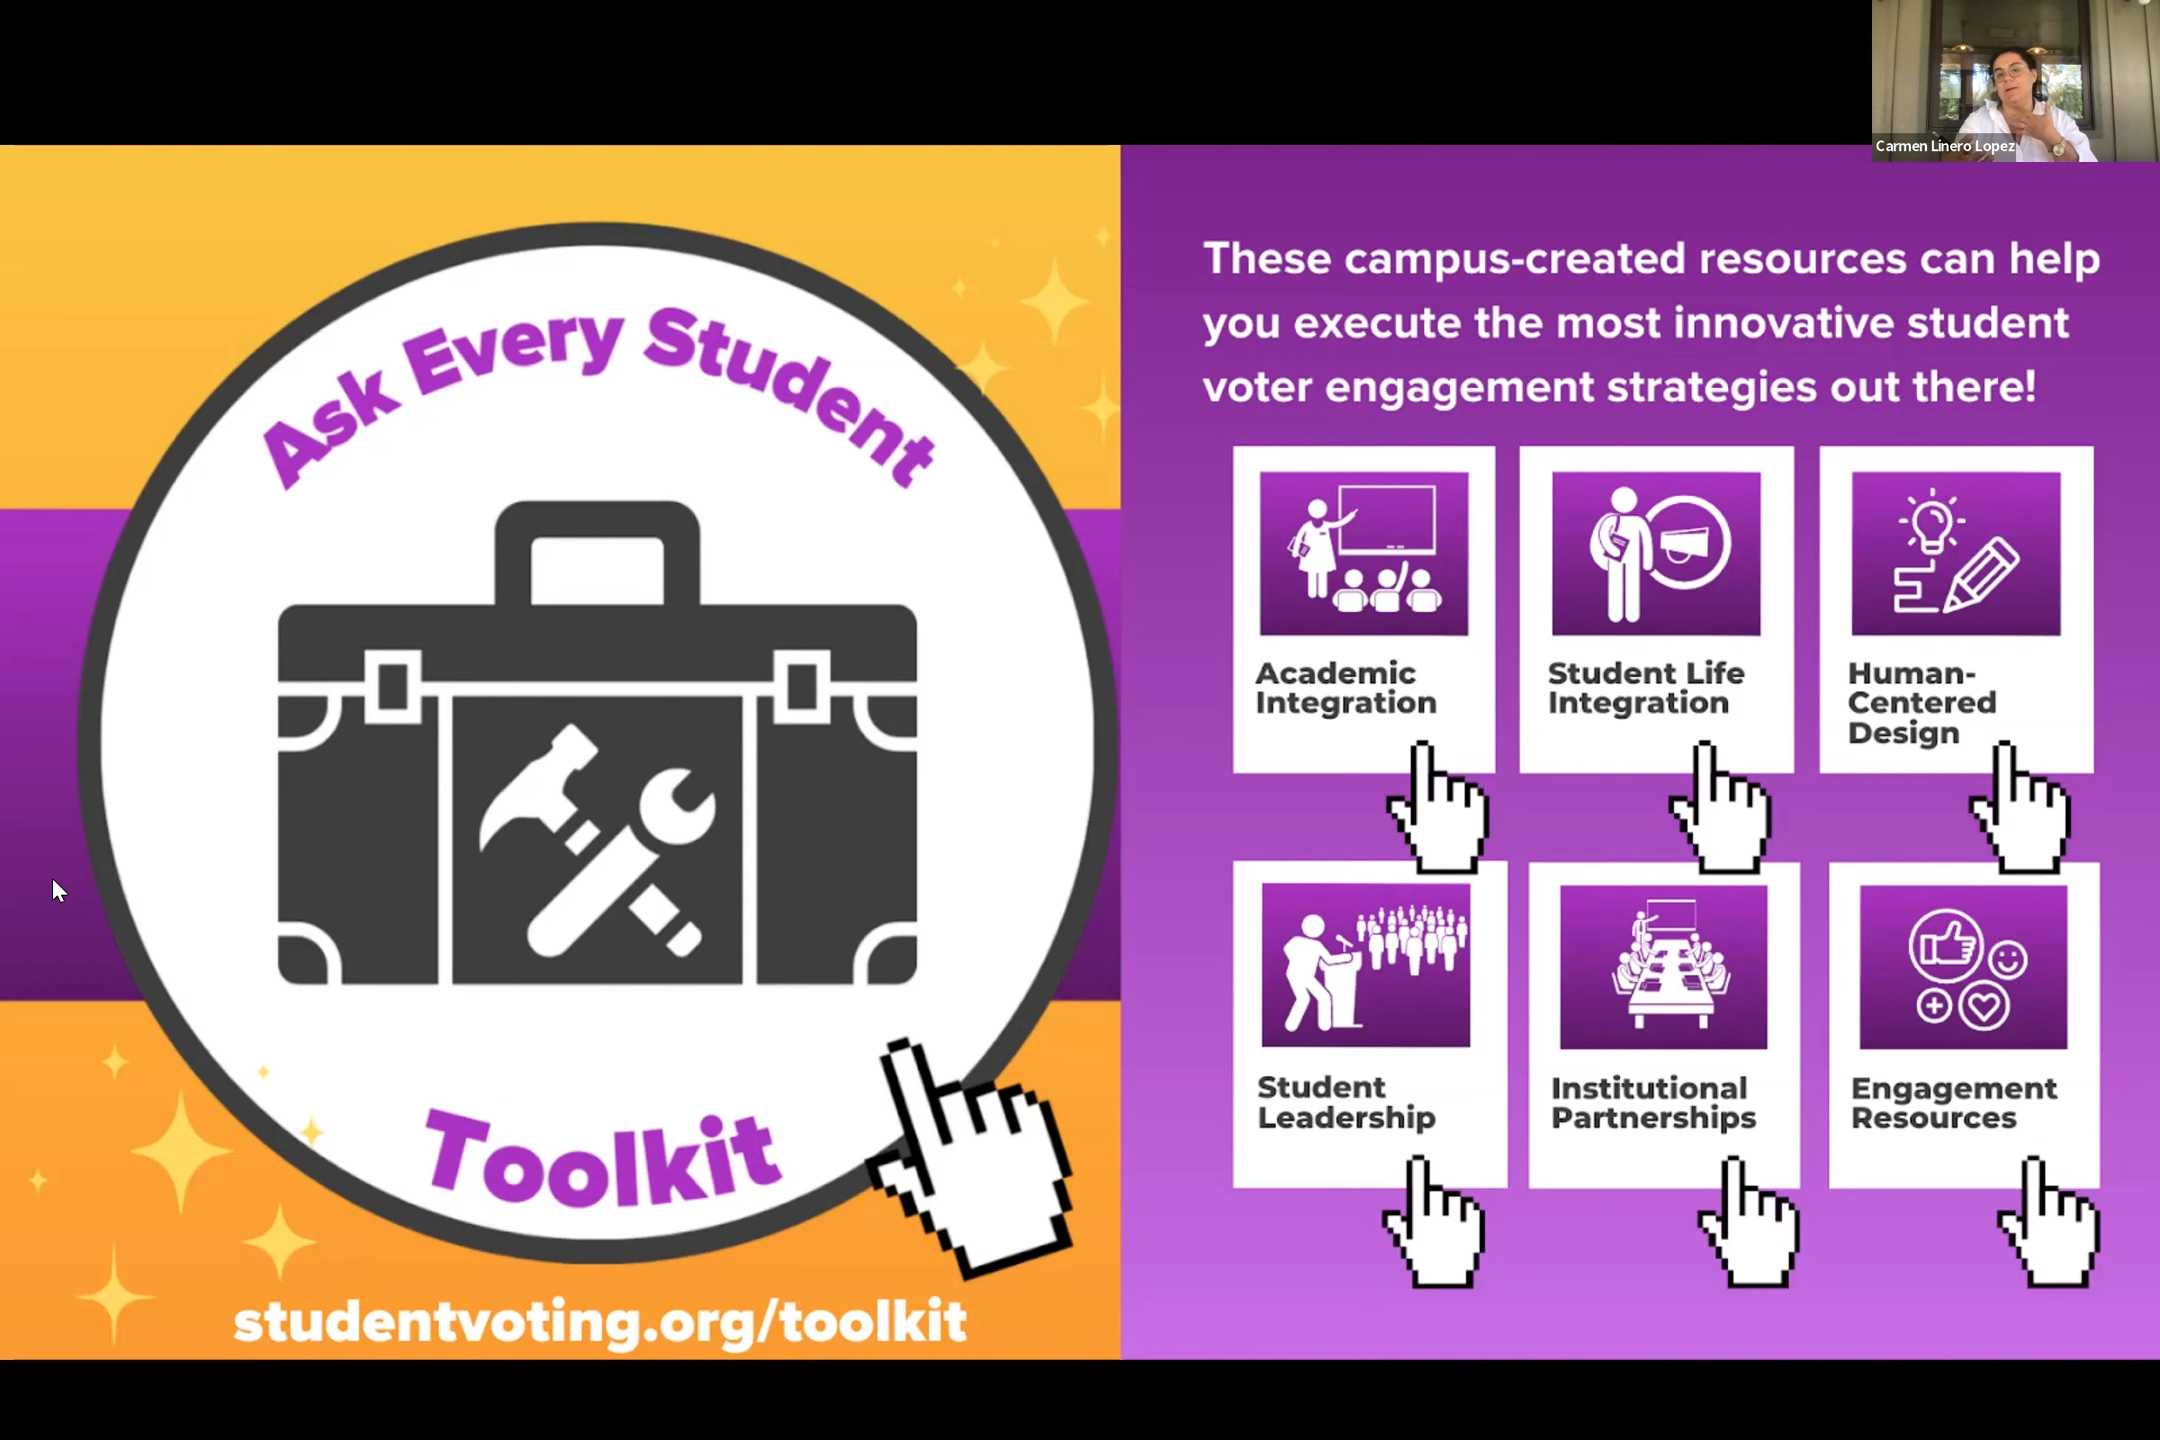 Carmen Linero Lopez
Ask Every Student
Toolkit
studentvoting.org/toolkit
These campus-created resources can help
you execute the most innovative student
voter engagement strategies out there!
Academic
Integration
Student Life
Integration
Human-
Centered
Design
Student
Leadership
Institutional
Partnerships
Engagement
Resources